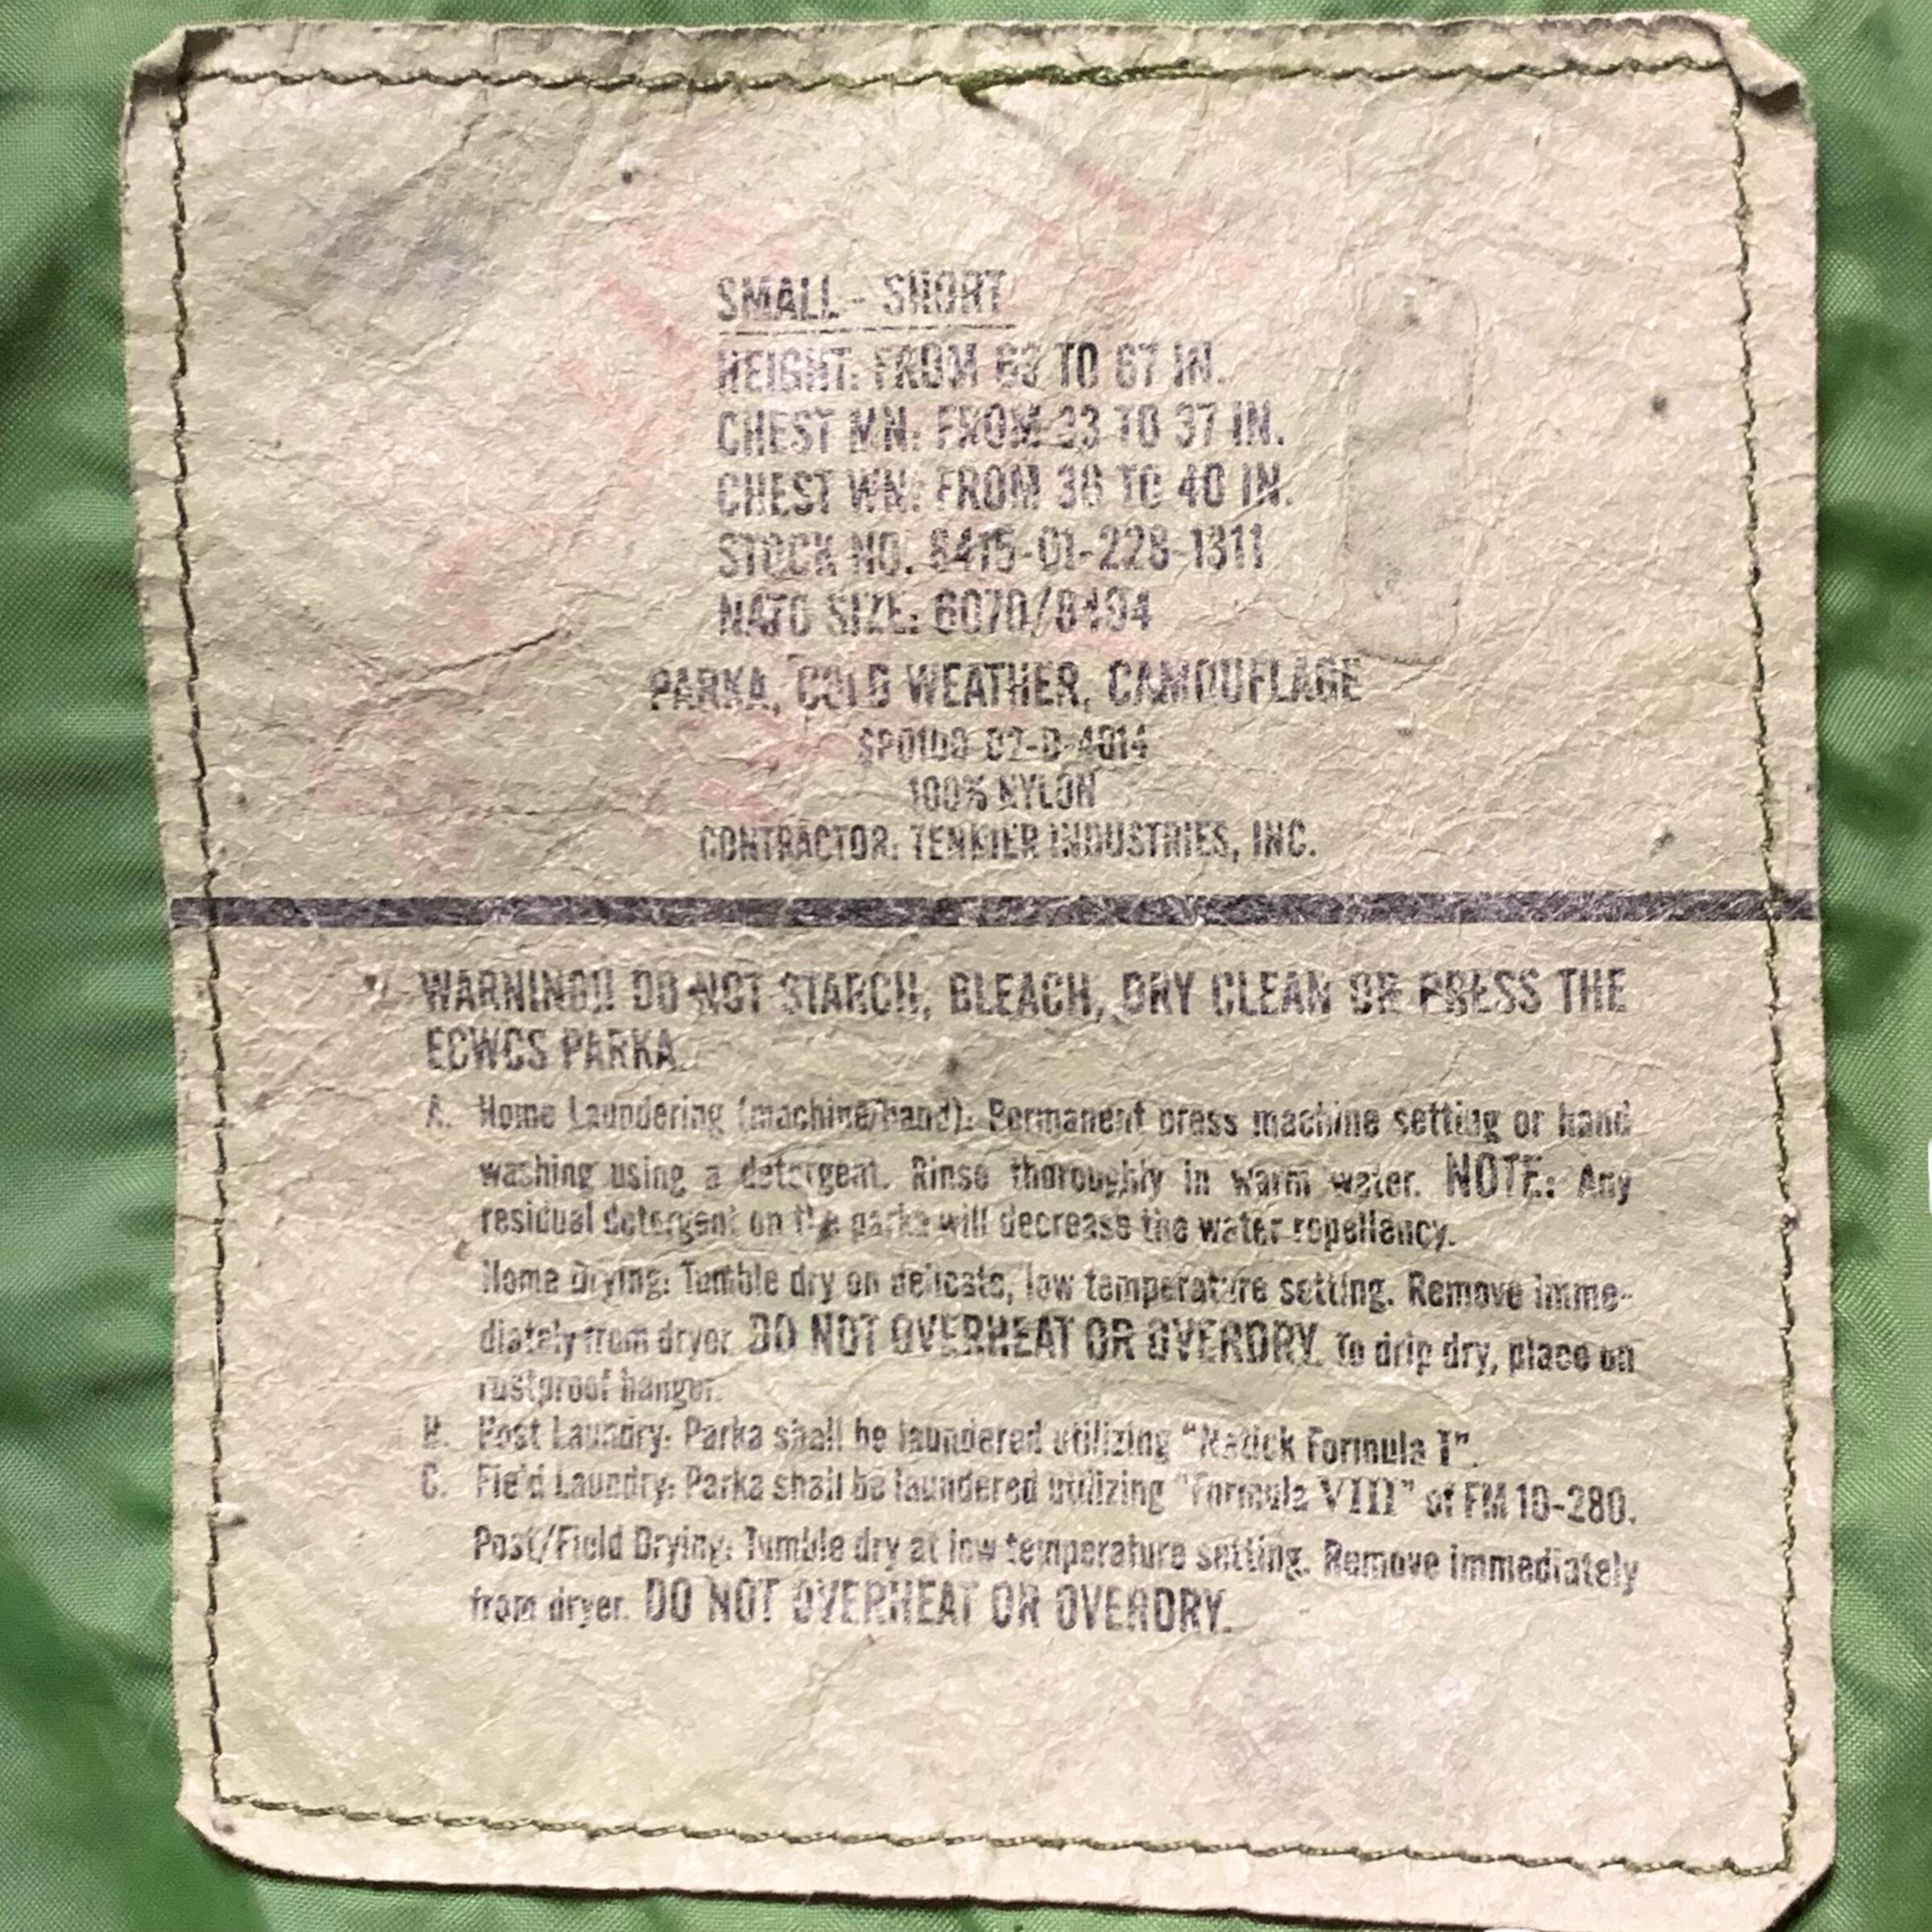 SMALL - SHORT
HEIGHT: FROM 63 TO 67 IN.
CHEST MN: FROM 33 TO 37 IN.
CHEST WN: FROM 36 TO 40 IN.
STOCK NO. 8415-01-228-1311
NATO SIZE: 6070/8494
PARKA, COLD WEATHER, CAMOUFLAGE
SP0100-02-D-4014
100% NYLON
CONTRACTOR: TENNIER INDUSTRIES, INC.
WARNING!! DO NOT STARCH, BLEACH, DRY CLEAN OR PRESS THE
ECWCS PARKA.
A. Home Laundering (machine/hand): Permanent press machine setting or hand
washing using a detergent. Rinse thoroughly in warm water. NOTE: Any
residual detergent on the parka will decrease the water repellency.
Home Drying: Tumble dry on delicate, low temperature setting. Remove imme-
diately from dryer. DO NOT OVERHEAT OR OVERDRY. To drip dry, place on
rustproof hanger.
B. Post Laundry: Parka shall be laundered utilizing "Natick Formula I".
C. Field Laundry: Parka shall be laundered utilizing "Formula VIII" of FM 10-280.
Post/Field Drying: Tumble dry at low temperature setting. Remove immediately
from dryer. DO NOT OVERHEAT OR OVERDRY.